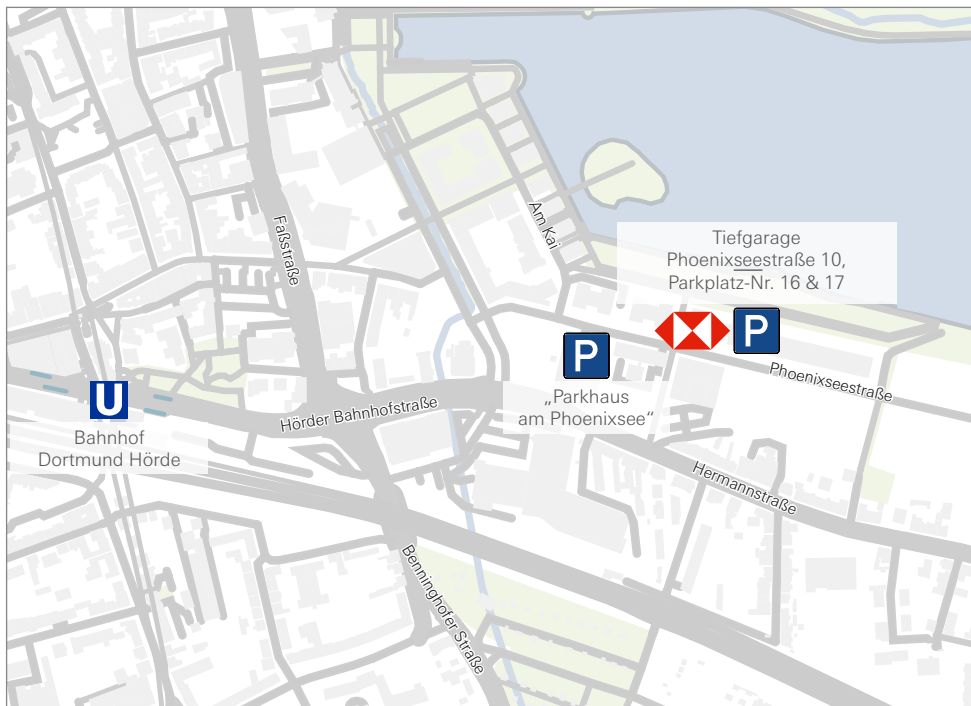 Faßstraße
Am Kai
Tiefgarage
Phoenixseestraße 10,
Parkplatz-Nr. 16 & 17
P
P
Phoenixseestraße
U
Hörder Bahnhofstraße
„Parkhaus
am Phoenixsee“
Bahnhof
Dortmund Hörde
Hermannstraße
Benninghofer Straße